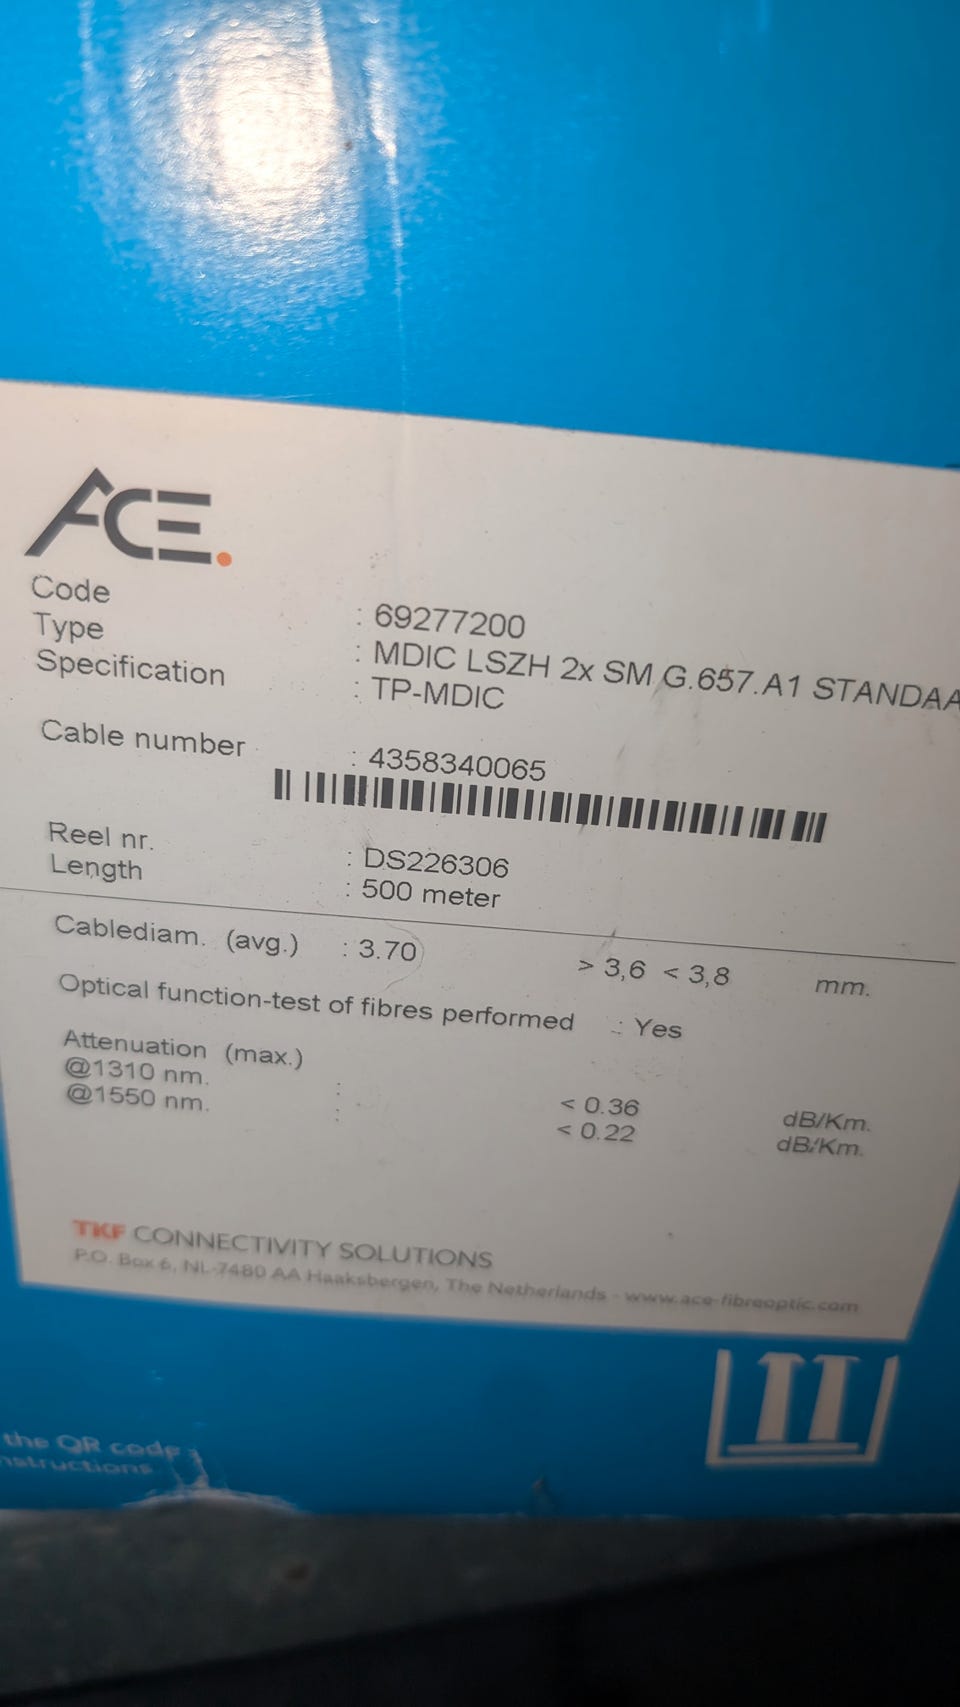 ACE.
Code : 69277200
Type : MDIC LSZH 2x SM G.657.A1 STANDAA
Specification : TP-MDIC
Cable number : 4358340065
Reel nr. : DS226306
Length : 500 meter
Cablediam. (avg.) : 3.70 > 3,6 < 3,8 mm.
Optical function-test of fibres performed : Yes
Attenuation (max.)
@1310 nm. : < 0.36 dB/Km.
@1550 nm. : < 0.22 dB/Km.
TKF CONNECTIVITY SOLUTIONS
P.O. Box 6, NL-7480 AA Haaksbergen, The Netherlands - www.ace-fibreoptic.com
the QR code
nstructions